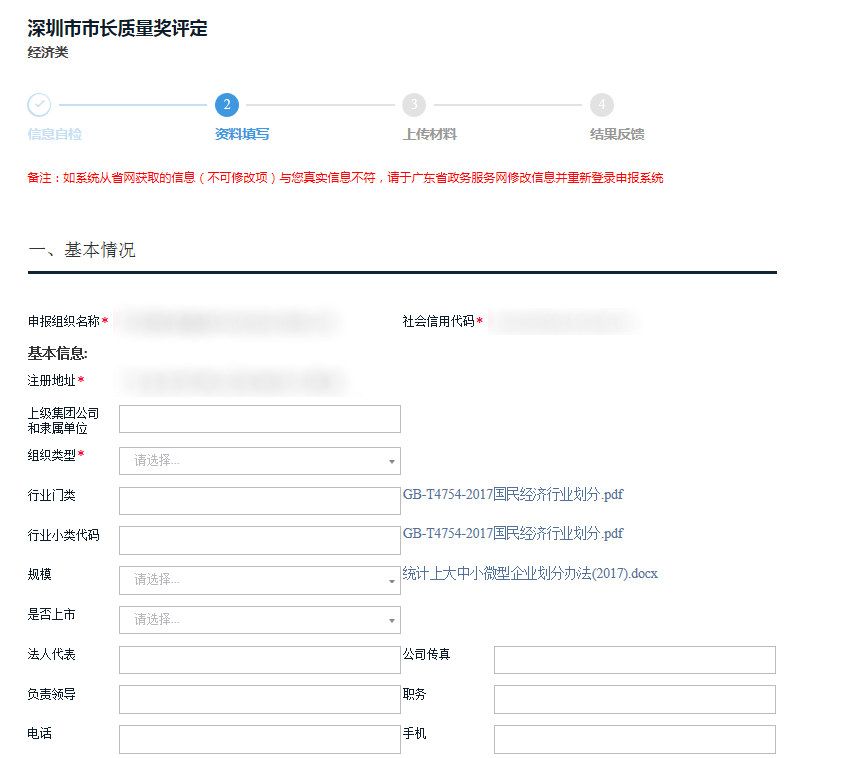 深圳市市长质量奖评定
经济类
2 3 4
信息自检 资料填写 上传材料 结果反馈
备注：如系统从省网获取的信息（不可修改项）与您真实信息不符，请于广东省政务服务网修改信息并重新登录申报系统
一、基本情况
申报组织名称* 社会信用代码*
基本信息:
注册地址*
上级集团公司
和隶属单位
组织类型* 请选择...
行业门类 GB-T4754-2017国民经济行业划分.pdf
行业小类代码 GB-T4754-2017国民经济行业划分.pdf
规模 请选择... 统计上大中小微型企业划分办法(2017).docx
是否上市 请选择...
法人代表 公司传真
负责领导 职务
电话 手机